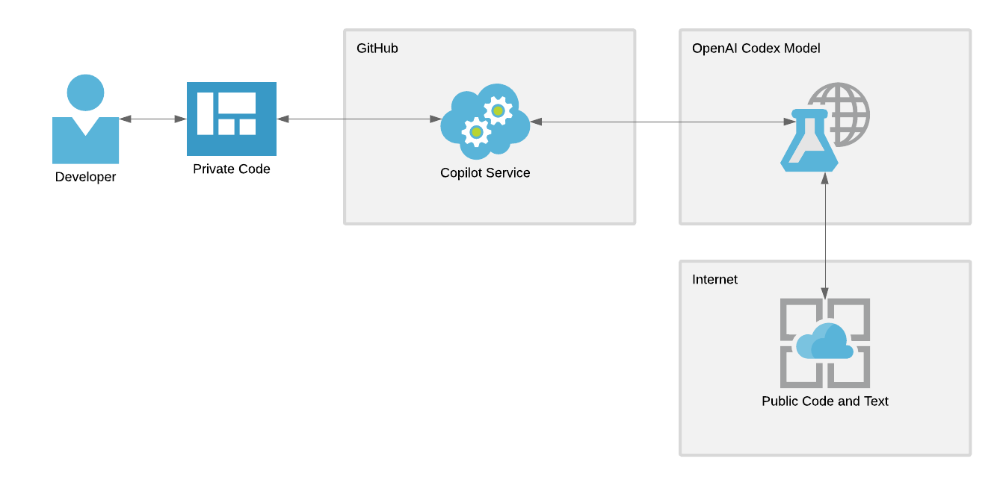 GitHub
OpenAI Codex Model
Developer
Private Code
Copilot Service
Internet
Public Code and Text